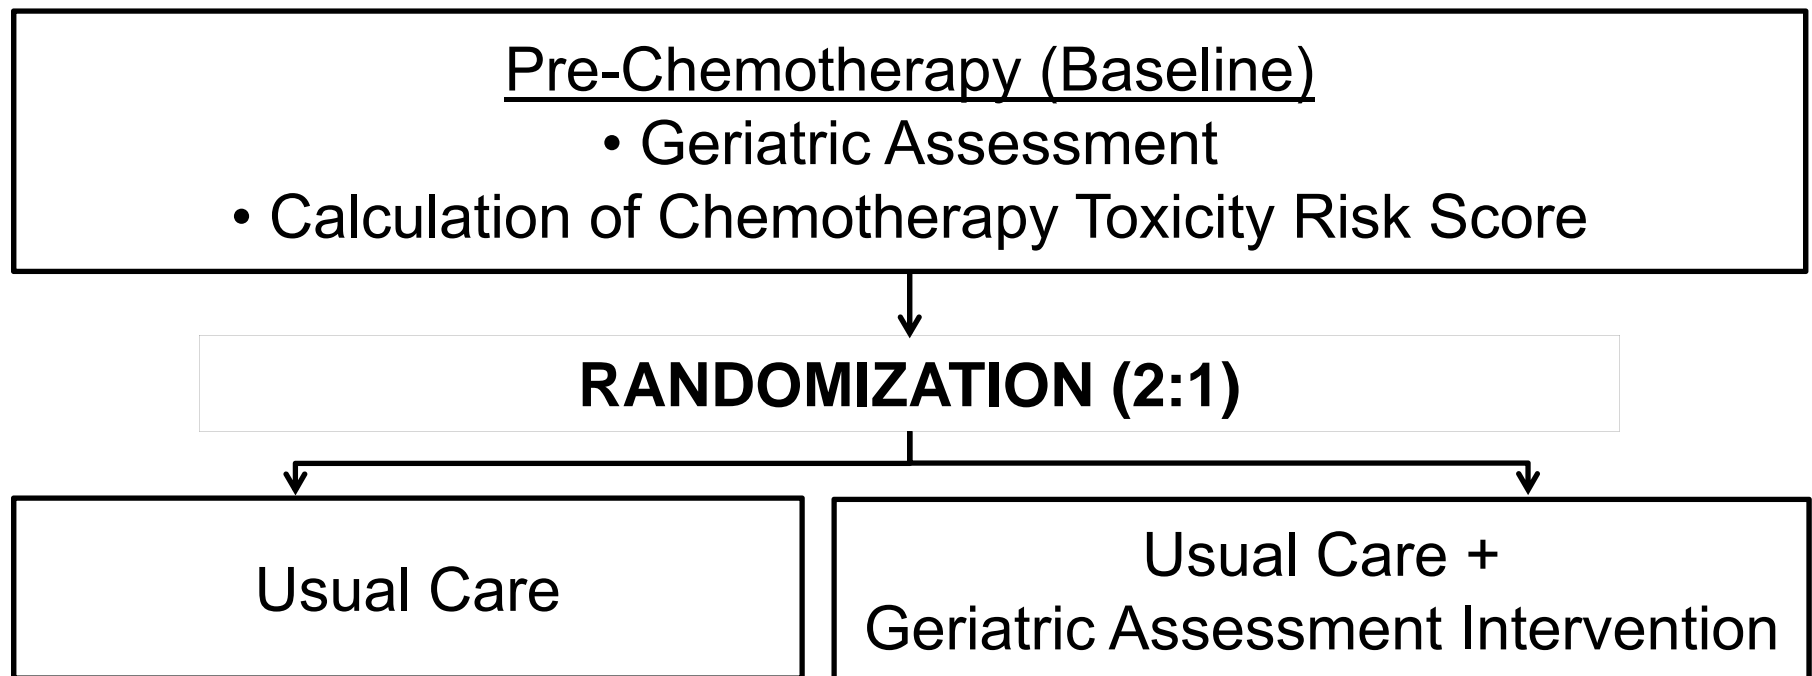 Pre-Chemotherapy (Baseline)
• Geriatric Assessment
• Calculation of Chemotherapy Toxicity Risk Score
RANDOMIZATION (2:1)
Usual Care
Usual Care +
Geriatric Assessment Intervention